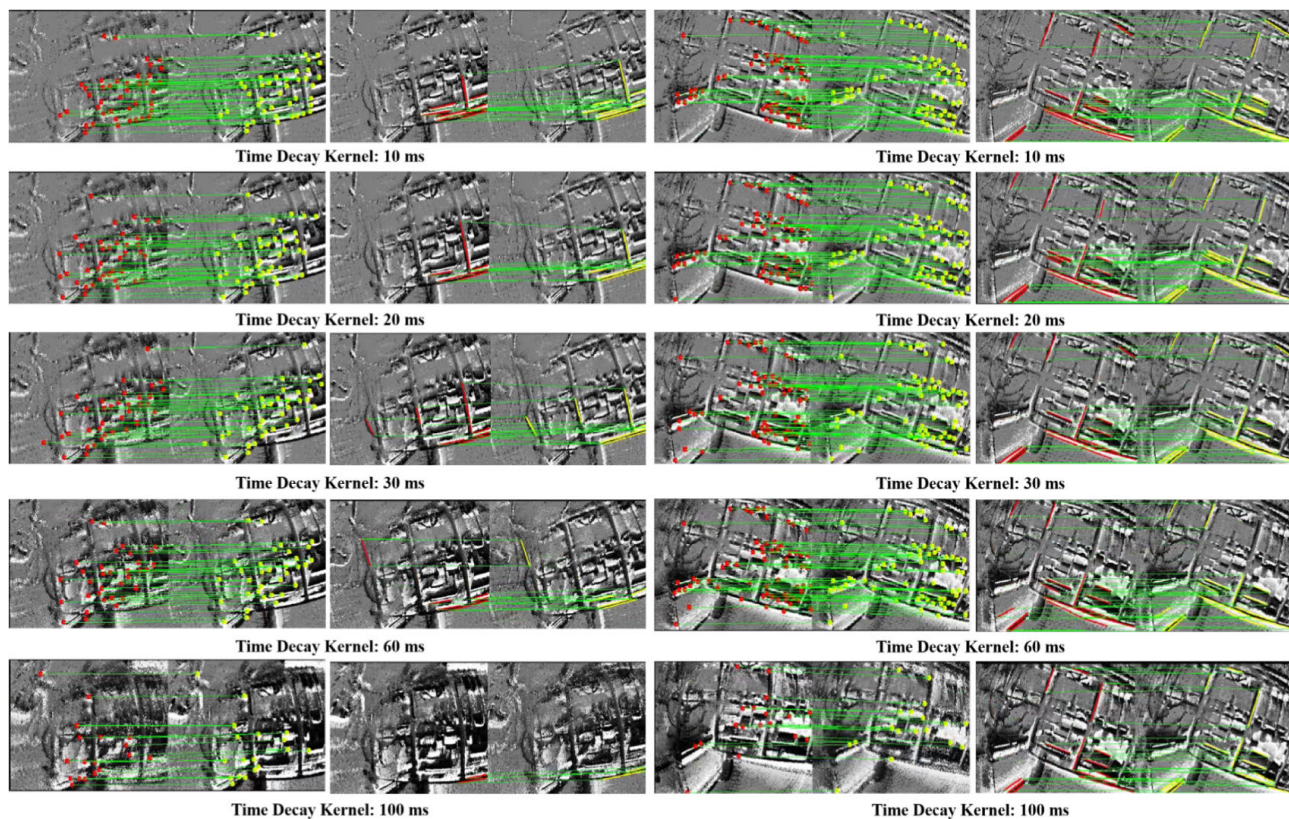 Time Decay Kernel: 10 ms
Time Decay Kernel: 10 ms
Time Decay Kernel: 20 ms
Time Decay Kernel: 20 ms
Time Decay Kernel: 30 ms
Time Decay Kernel: 30 ms
Time Decay Kernel: 60 ms
Time Decay Kernel: 60 ms
Time Decay Kernel: 100 ms
Time Decay Kernel: 100 ms